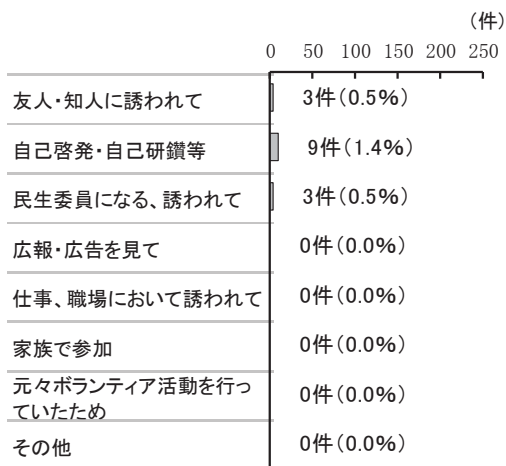 (件)
0 50 100 150 200 250
友人・知人に誘われて 3件(0.5%)
自己啓発・自己研鑽等 9件(1.4%)
民生委員になる、誘われて 3件(0.5%)
広報・広告を見て 0件(0.0%)
仕事、職場において誘われて 0件(0.0%)
家族で参加 0件(0.0%)
元々ボランティア活動を行っ
ていたため 0件(0.0%)
その他 0件(0.0%)